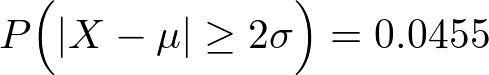 P(|X − μ| ≥ 2σ) = 0.0455